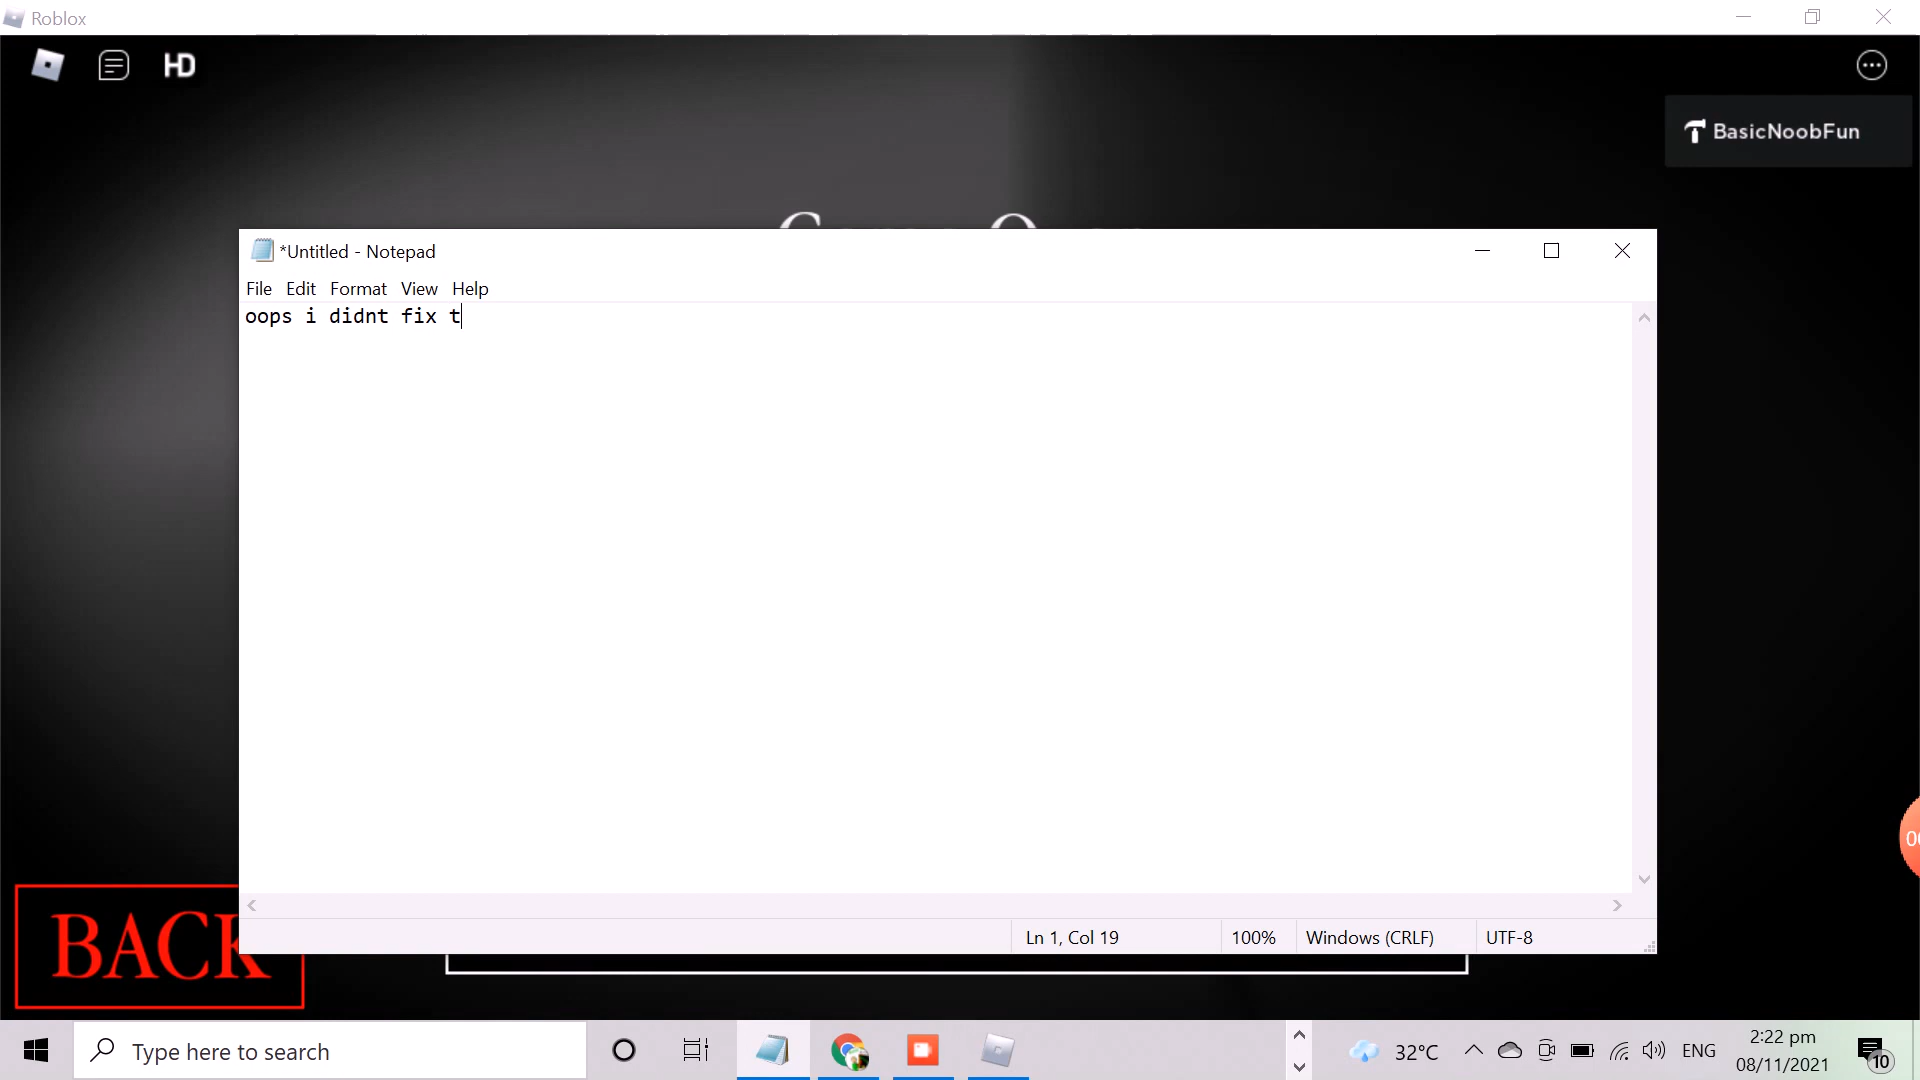 Roblox
HD
BasicNoobFun
*Untitled - Notepad
File Edit Format View Help
oops i didnt fix t
BACK
Ln 1, Col 19
100%
Windows (CRLF)
UTF-8
Type here to search
32°C
ENG
2:22 pm
08/11/2021
10